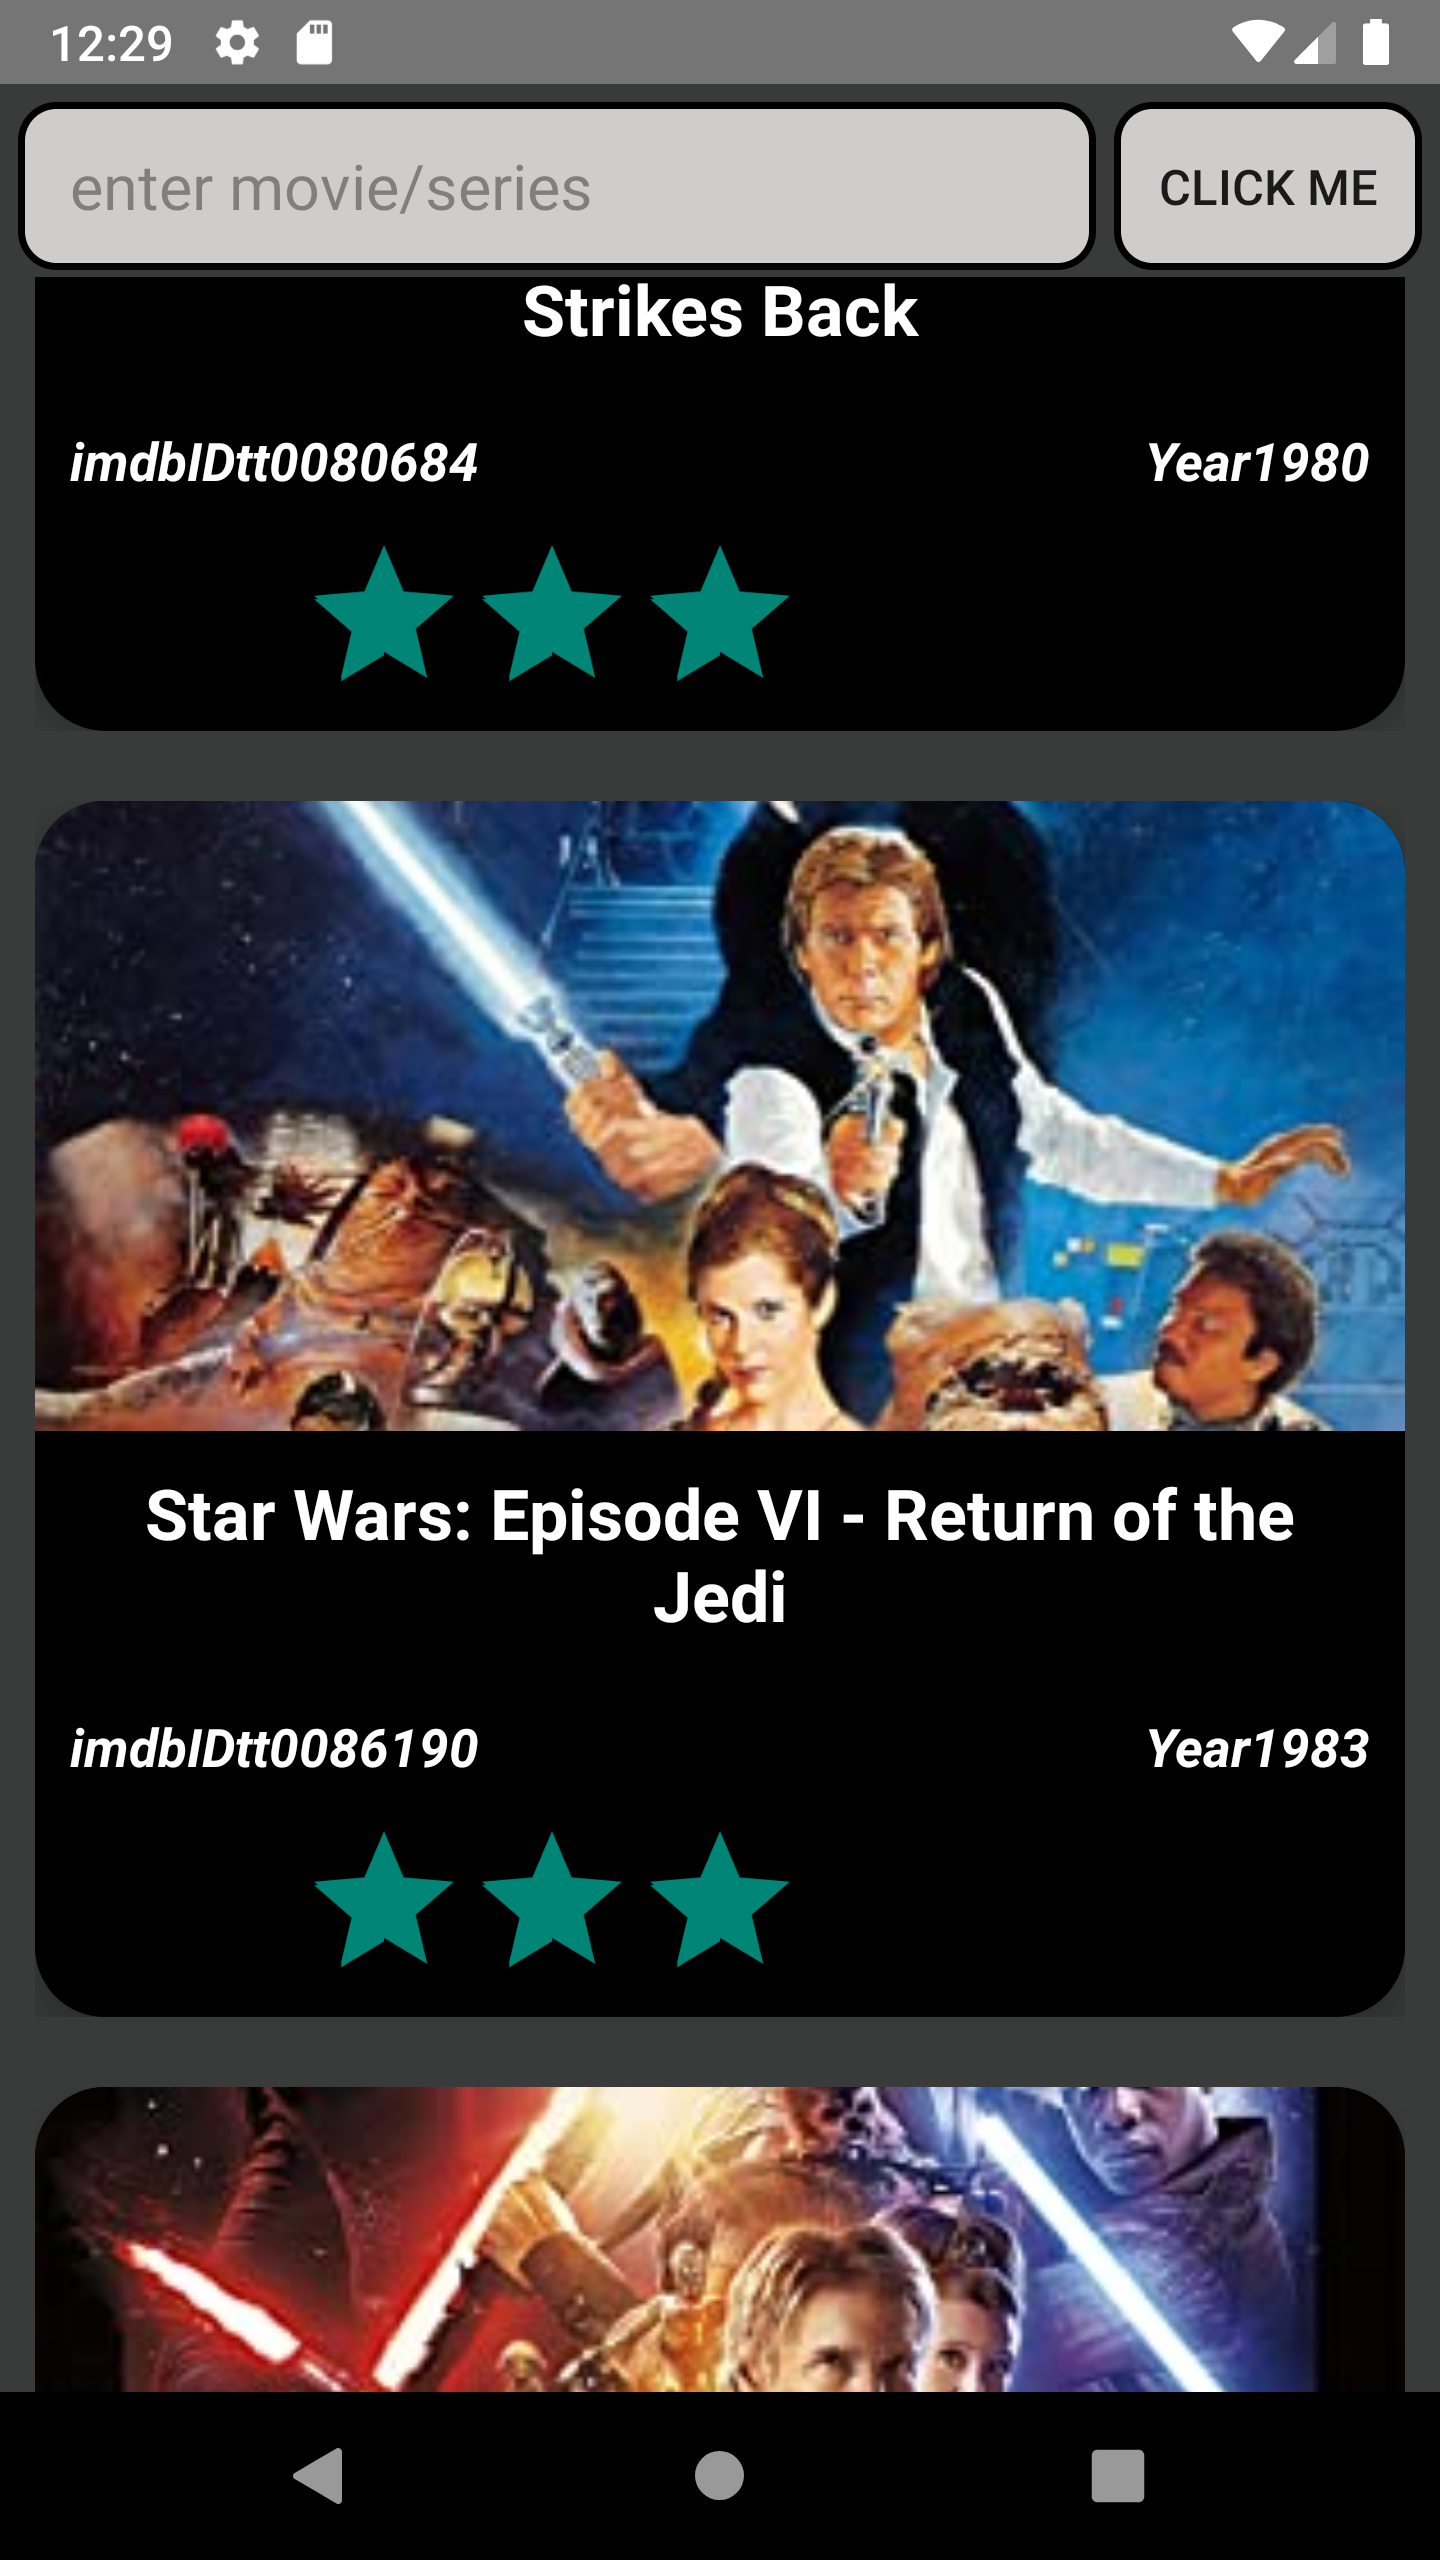 12:29
enter movie/series
CLICK ME
Strikes Back
imdbIDtt0080684
Year1980
Star Wars: Episode VI - Return of the
Jedi
imdbIDtt0086190
Year1983